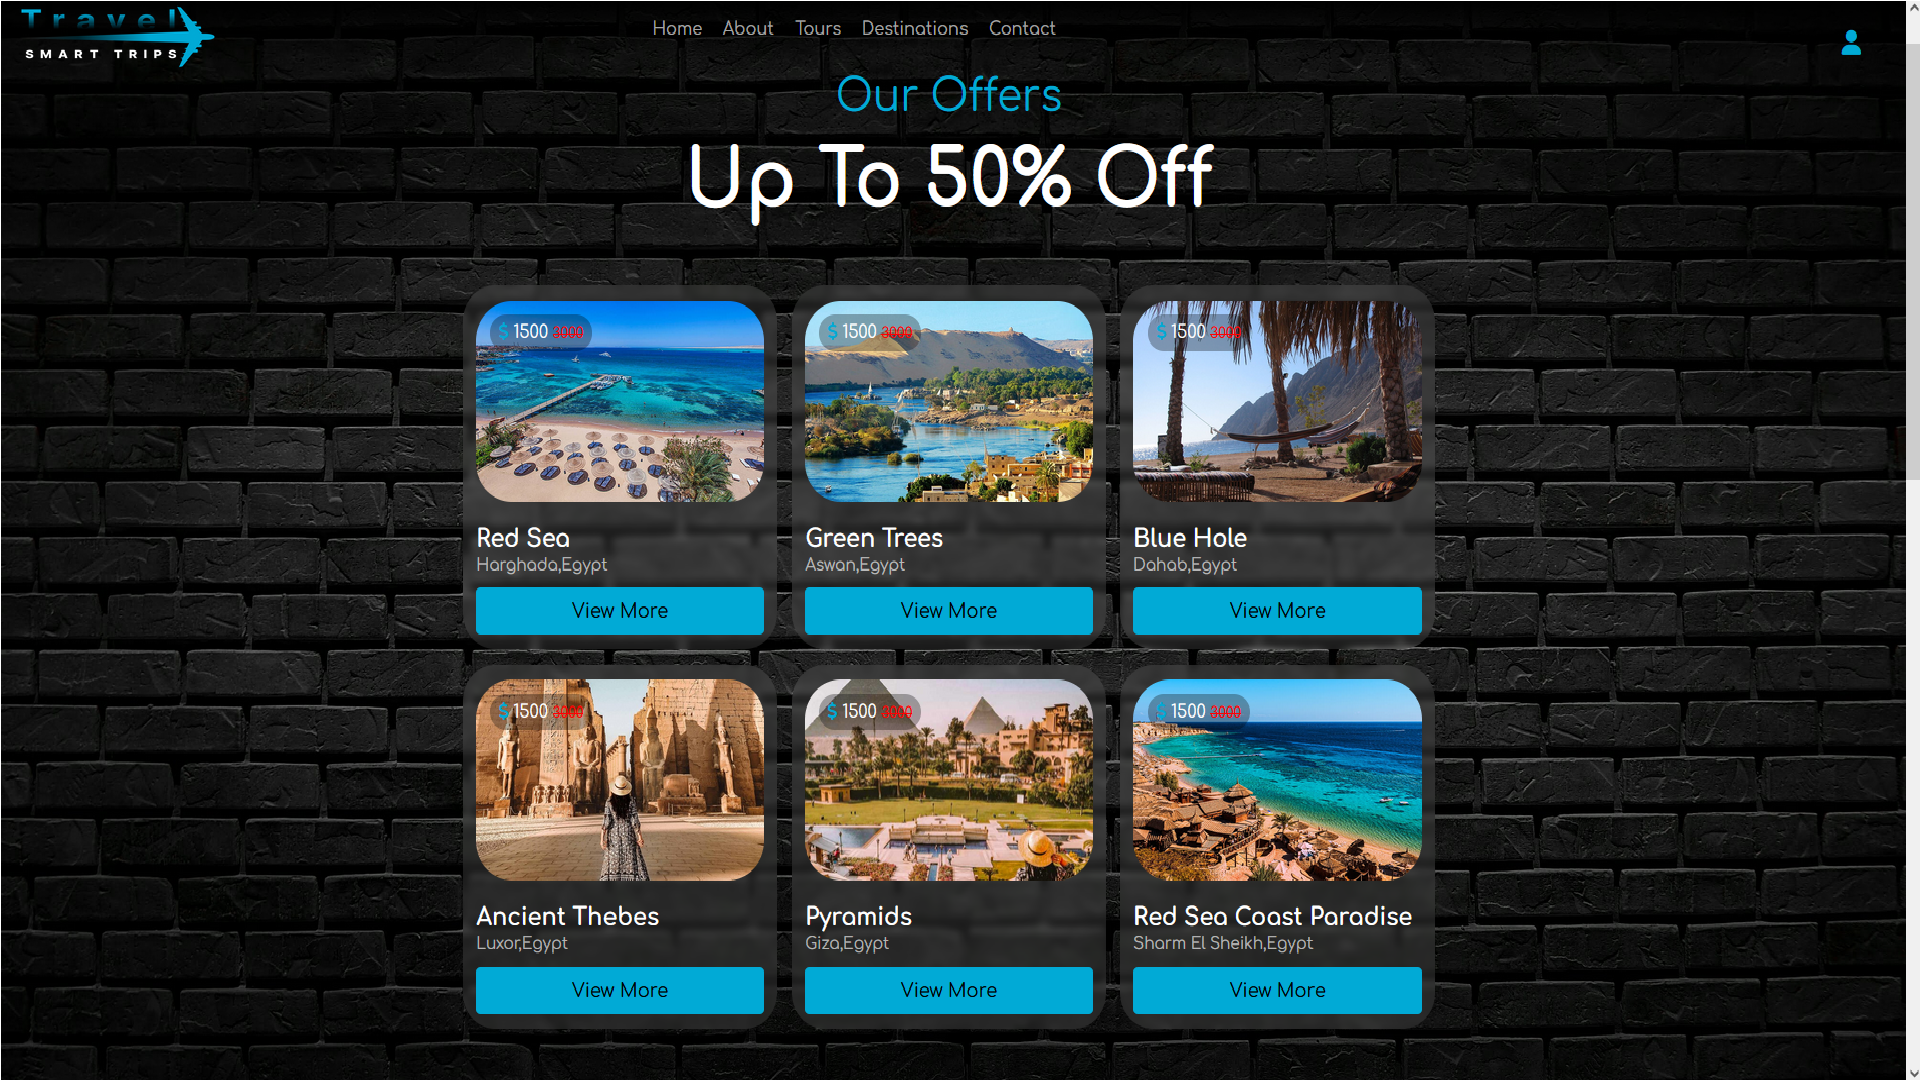 Travel
SMART TRIPS
Home About Tours Destinations Contact
Our Offers
Up To 50% Off
$ 1500 3000
$ 1500 3000
$ 1500 3000
Red Sea
Harghada,Egypt
View More
Green Trees
Aswan,Egypt
View More
Blue Hole
Dahab,Egypt
View More
$ 1500 3000
$ 1500 3000
$ 1500 3000
Ancient Thebes
Luxor,Egypt
View More
Pyramids
Giza,Egypt
View More
Red Sea Coast Paradise
Sharm El Sheikh,Egypt
View More